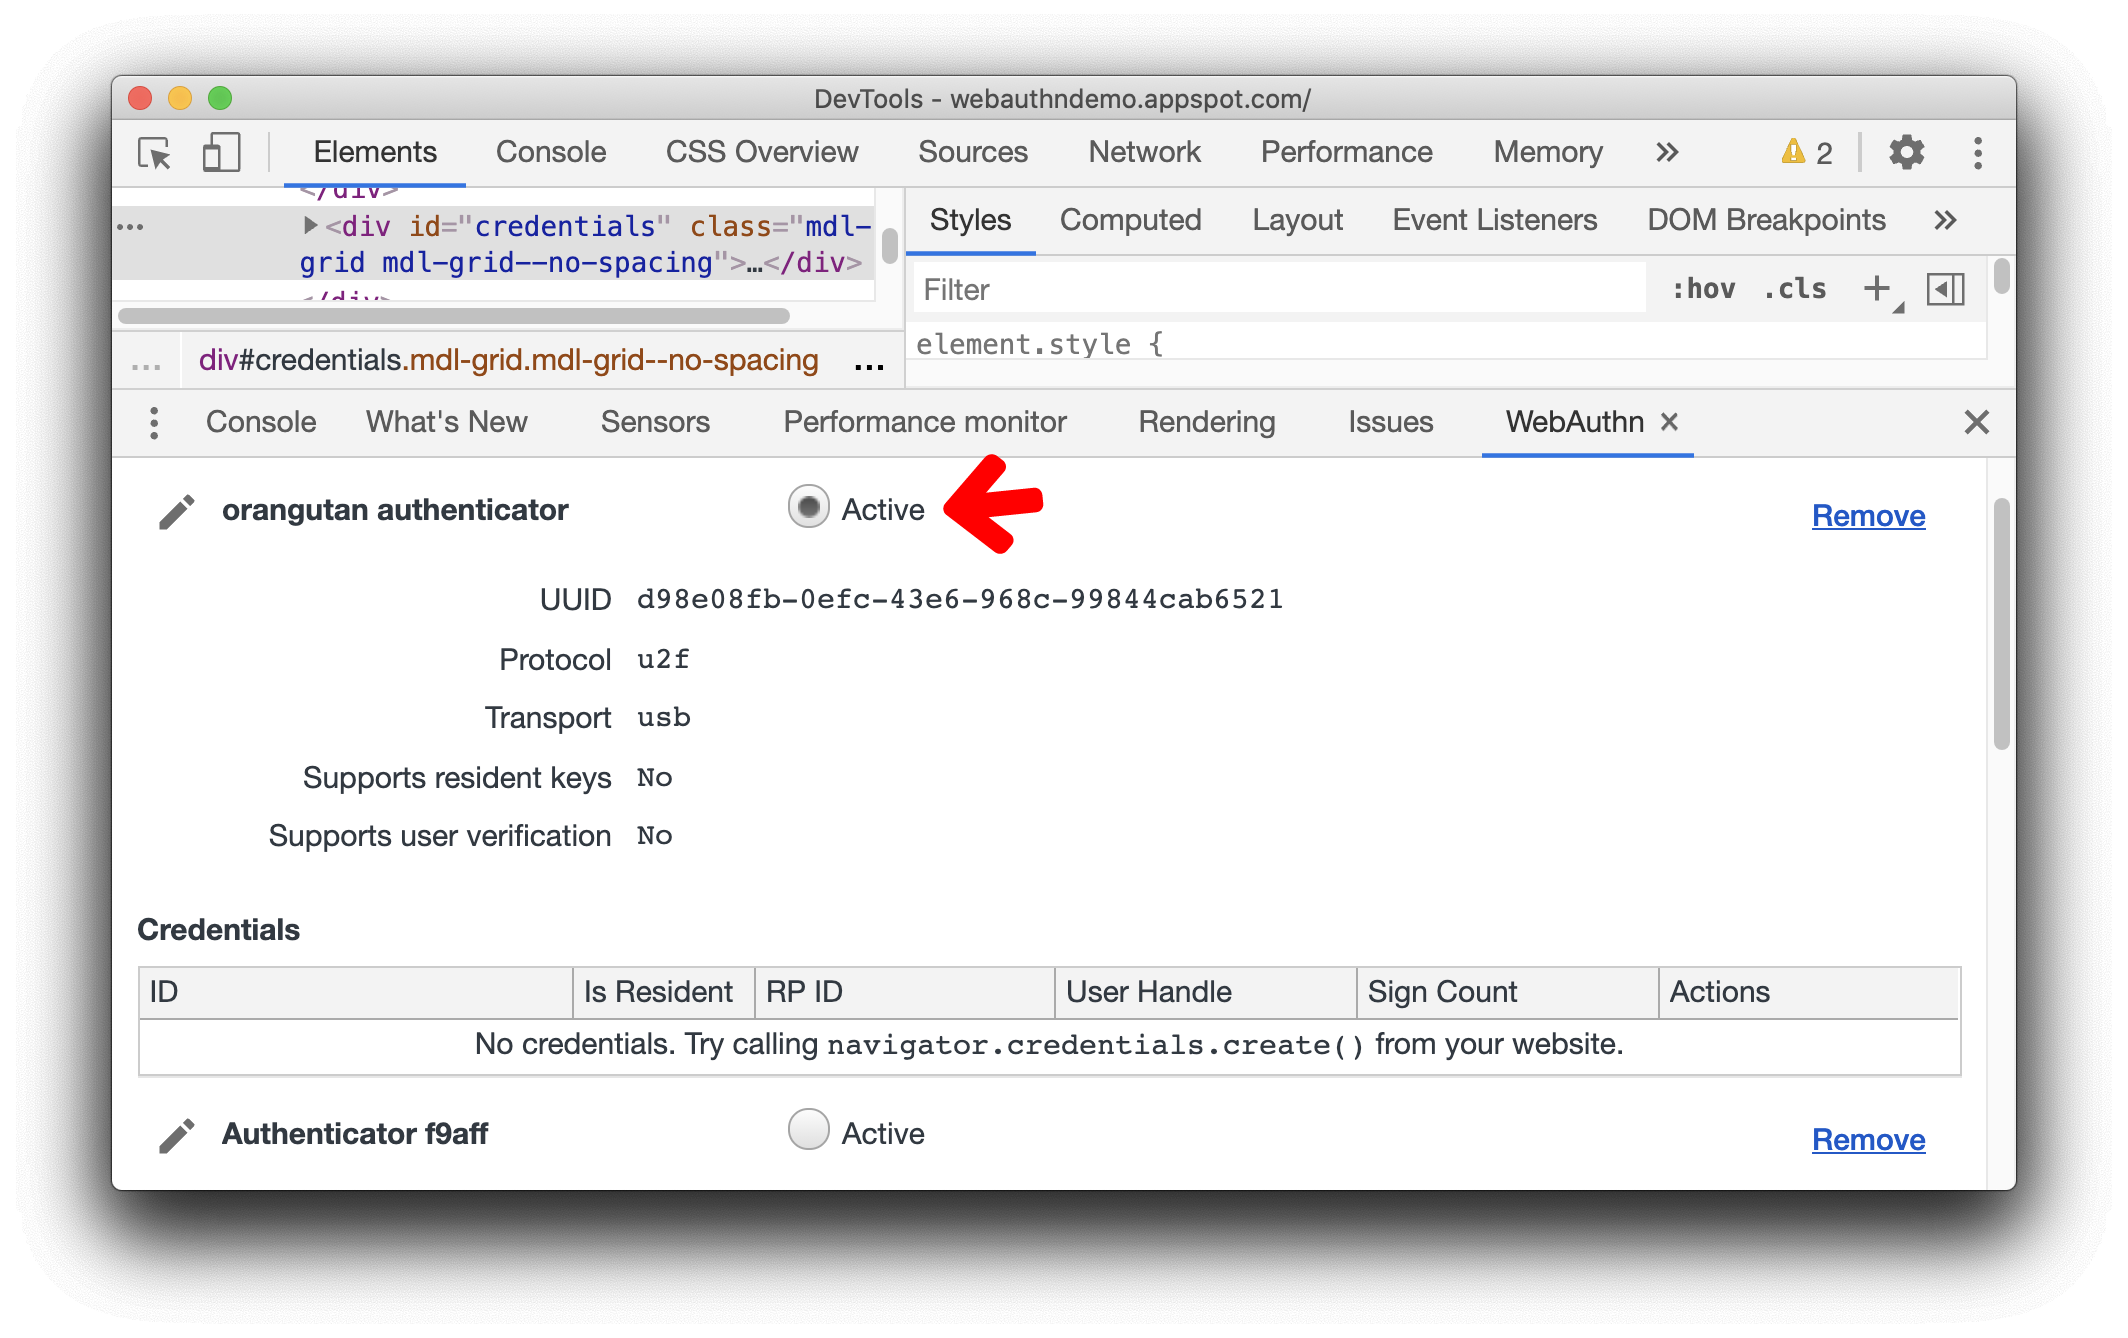 DevTools - webauthndemo.appspot.com/
Elements Console CSS Overview Sources Network Performance Memory » 2
</div>
... ▶<div id="credentials" class="mdl-
grid mdl-grid--no-spacing">…</div>
</div>
... div#credentials.mdl-grid.mdl-grid--no-spacing ...
Styles Computed Layout Event Listeners DOM Breakpoints »
Filter :hov .cls +
element.style {
Console What's New Sensors Performance monitor Rendering Issues WebAuthn × ×
orangutan authenticator Active Remove
UUID d98e08fb-0efc-43e6-968c-99844cab6521
Protocol u2f
Transport usb
Supports resident keys No
Supports user verification No
Credentials
ID Is Resident RP ID User Handle Sign Count Actions
No credentials. Try calling navigator.credentials.create() from your website.
Authenticator f9aff Active Remove